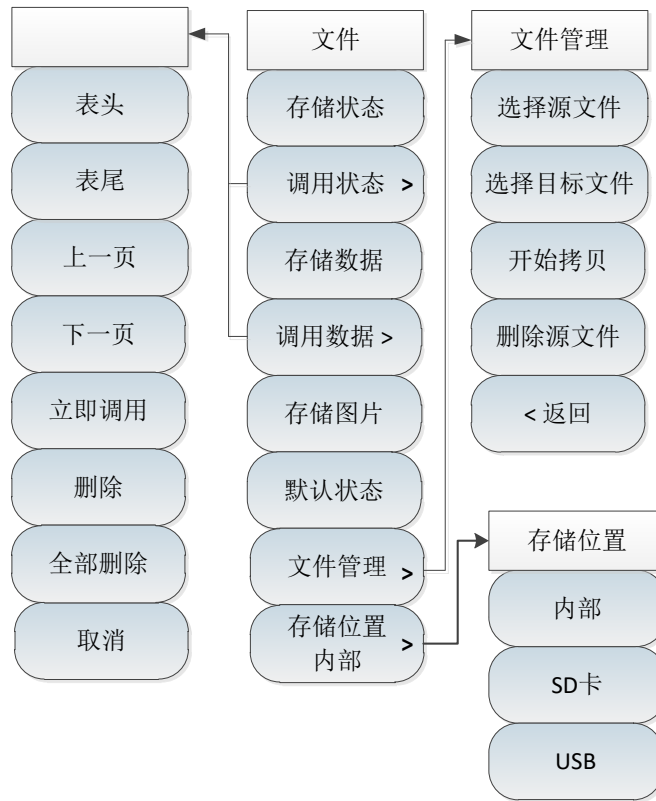 表头
表尾
上一页
下一页
立即调用
删除
全部删除
取消
文件
存储状态
调用状态 >
存储数据
调用数据 >
存储图片
默认状态
文件管理 >
存储位置 >
内部
文件管理
选择源文件
选择目标文件
开始拷贝
删除源文件
< 返回
存储位置
内部
SD卡
USB